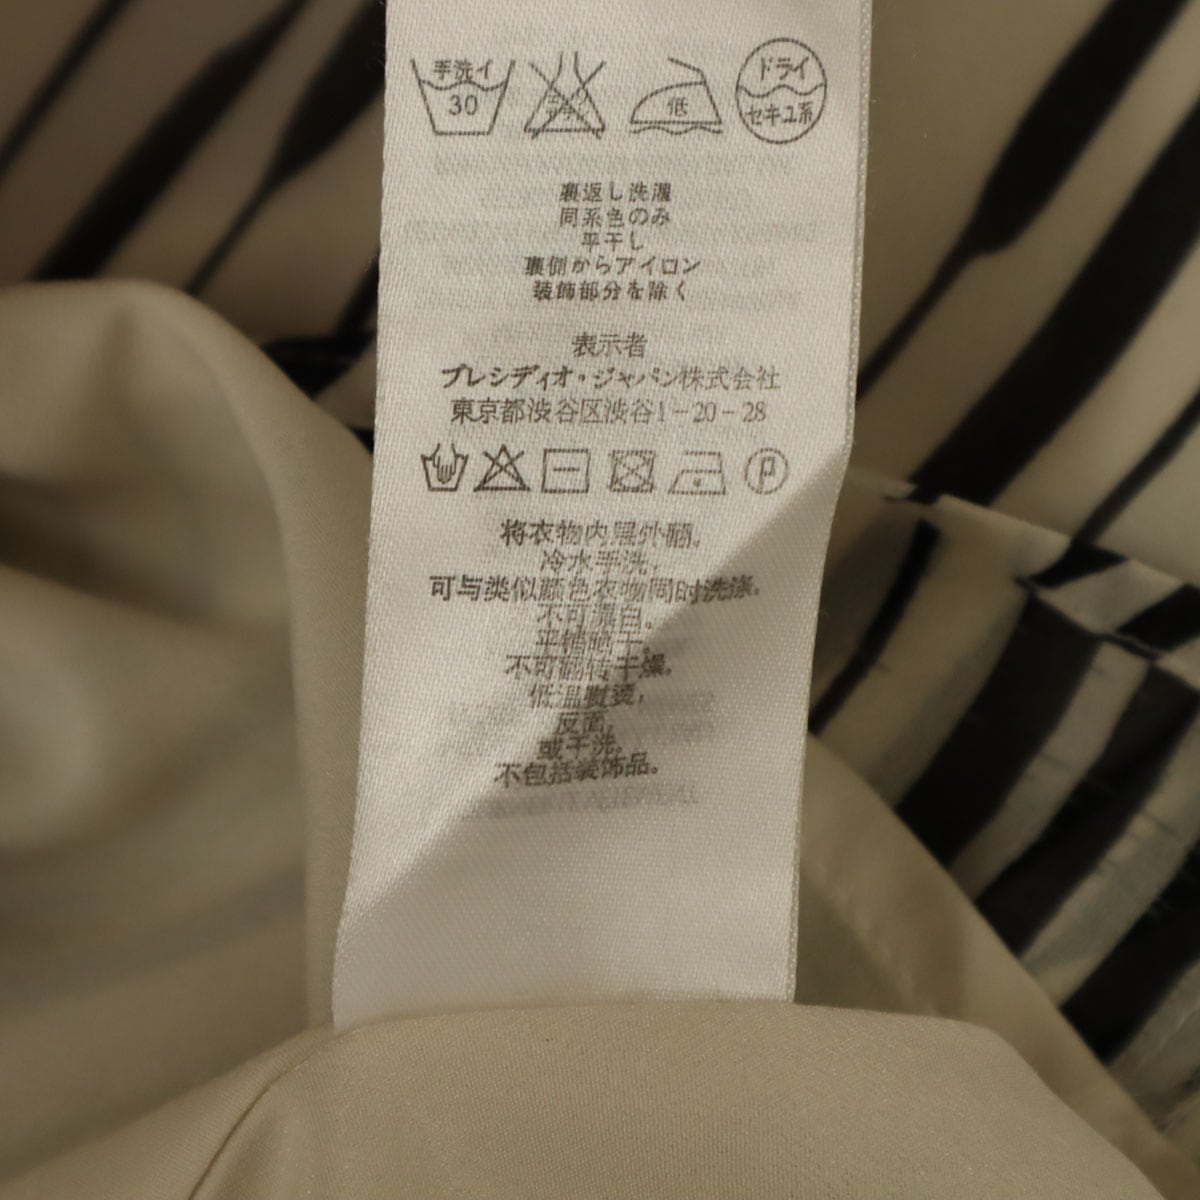 手洗イ
30
低
ドライ
セキユ系
裏返し洗濯
同系色のみ
平干し
裏側からアイロン
装飾部分を除く
表示者
プレシディオ・ジャパン株式会社
東京都渋谷区渋谷1-20-28
P
将衣物内层外翻。
冷水手洗，
可与类似颜色衣物同时洗涤。
不可漂白。
平铺晾干。
不可翻转干燥。
低温熨烫，
反面，
或干洗。
不包括装饰品。